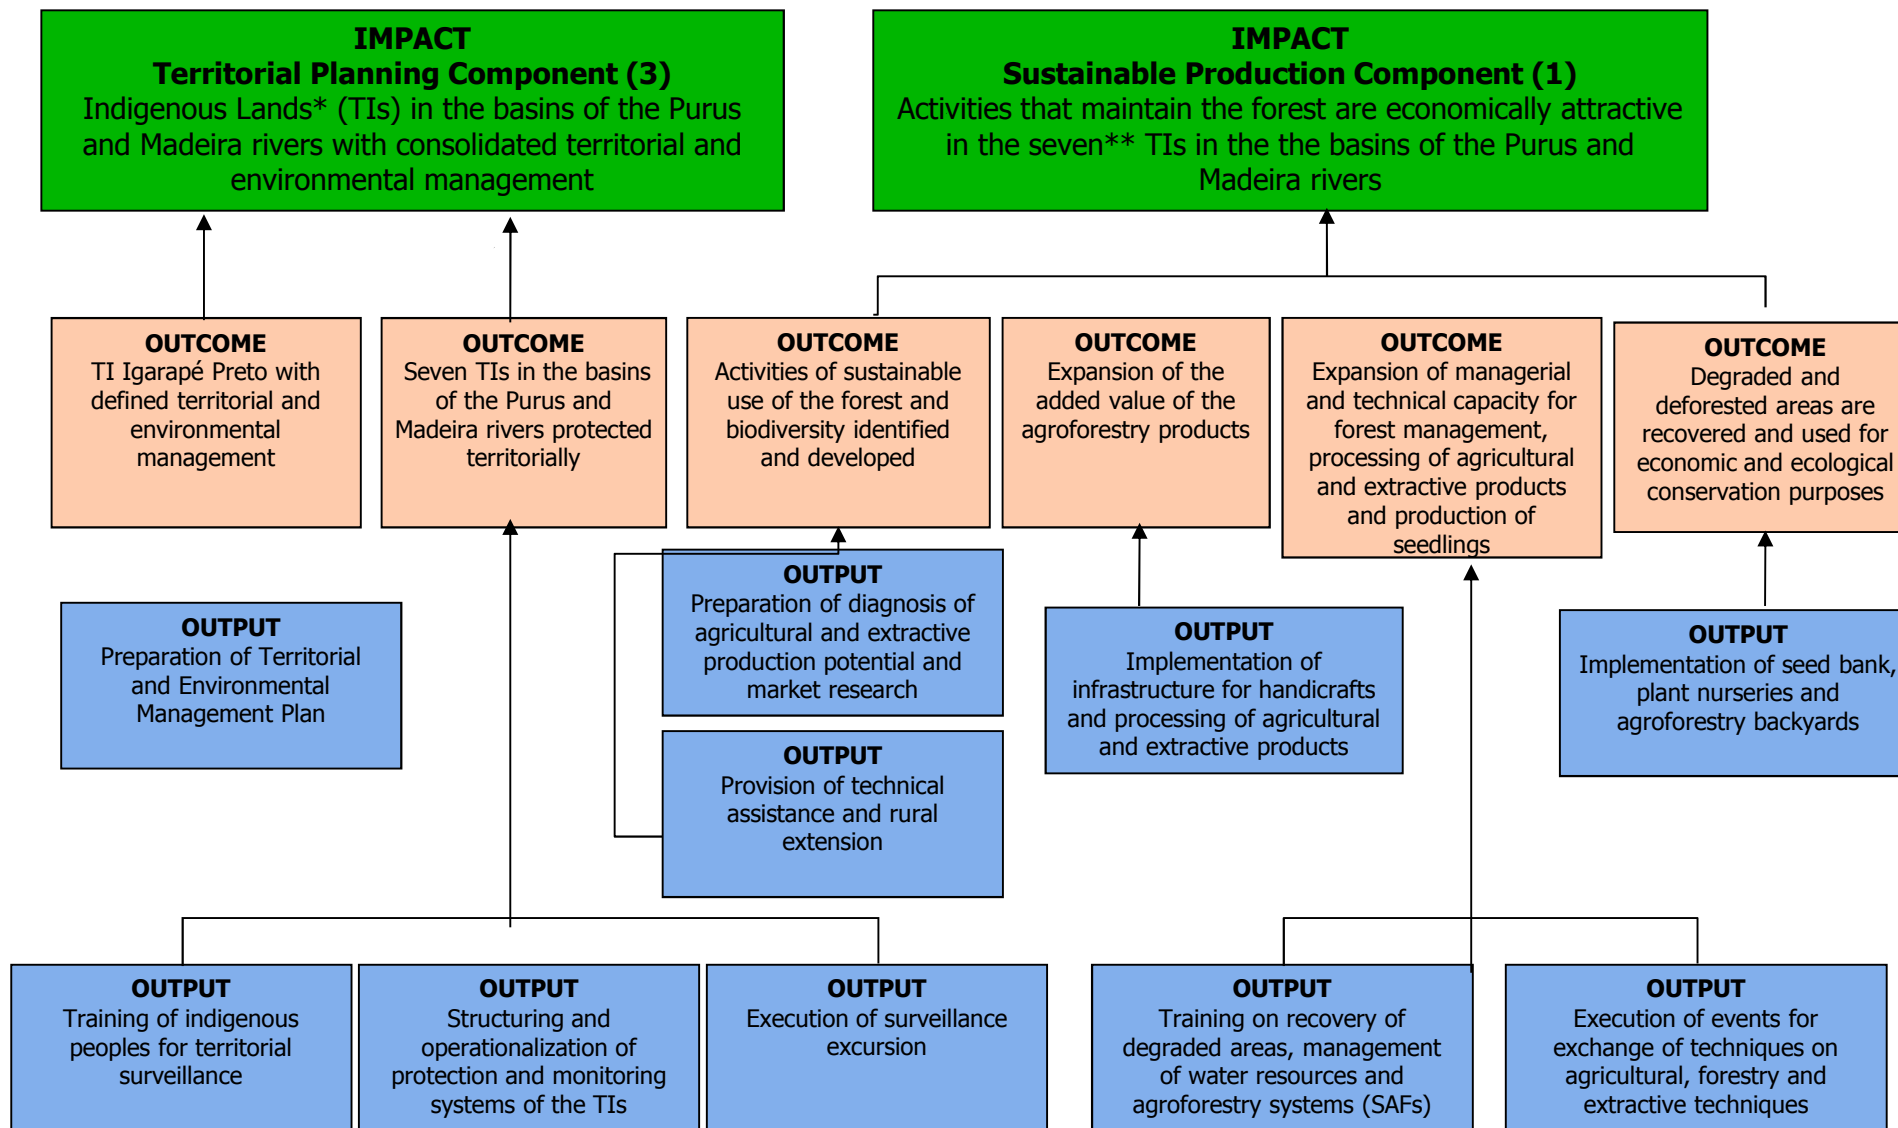 IMPACT
Territorial Planning Component (3)
Indigenous Lands* (TIs) in the basins of the Purus
and Madeira rivers with consolidated territorial and
environmental management
IMPACT
Sustainable Production Component (1)
Activities that maintain the forest are economically attractive
in the seven** TIs in the the basins of the Purus and
Madeira rivers
OUTCOME
TI Igarapé Preto with
defined territorial and
environmental
management
OUTCOME
Seven TIs in the basins
of the Purus and
Madeira rivers protected
territorially
OUTCOME
Activities of sustainable
use of the forest and
biodiversity identified
and developed
OUTCOME
Expansion of the
added value of the
agroforestry products
OUTCOME
Expansion of managerial
and technical capacity for
forest management,
processing of agricultural
and extractive products
and production of
seedlings
OUTCOME
Degraded and
deforested areas are
recovered and used for
economic and ecological
conservation purposes
OUTPUT
Preparation of Territorial
and Environmental
Management Plan
OUTPUT
Preparation of diagnosis of
agricultural and extractive
production potential and
market research
OUTPUT
Provision of technical
assistance and rural
extension
OUTPUT
Implementation of
infrastructure for handicrafts
and processing of agricultural
and extractive products
OUTPUT
Implementation of seed bank,
plant nurseries and
agroforestry backyards
OUTPUT
Training of indigenous
peoples for territorial
surveillance
OUTPUT
Structuring and
operationalization of
protection and monitoring
systems of the TIs
OUTPUT
Execution of surveillance
excursion
OUTPUT
Training on recovery of
degraded areas, management
of water resources and
agroforestry systems (SAFs)
OUTPUT
Execution of events for
exchange of techniques on
agricultural, forestry and
extractive techniques